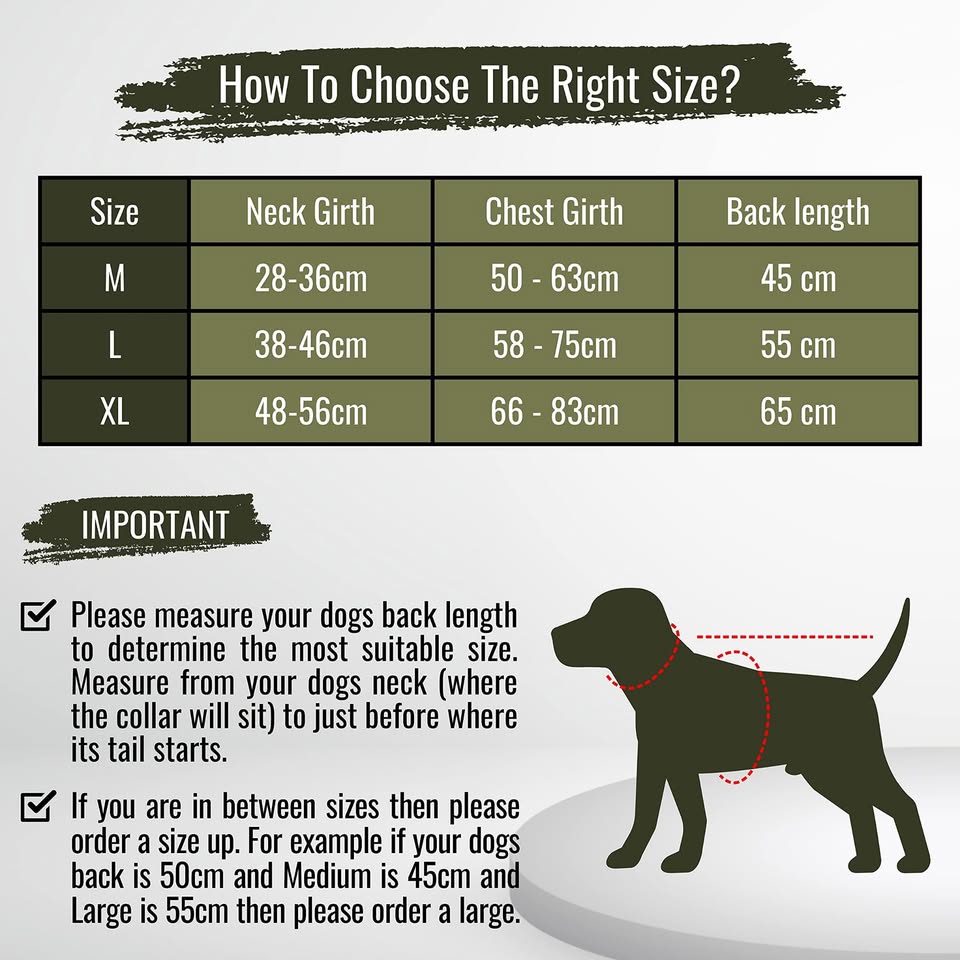 How To Choose The Right Size?
Size Neck Girth Chest Girth Back length
M 28-36cm 50 - 63cm 45 cm
L 38-46cm 58 - 75cm 55 cm
XL 48-56cm 66 - 83cm 65 cm
IMPORTANT
Please measure your dogs back length
to determine the most suitable size.
Measure from your dogs neck (where
the collar will sit) to just before where
its tail starts.
If you are in between sizes then please
order a size up. For example if your dogs
back is 50cm and Medium is 45cm and
Large is 55cm then please order a large.